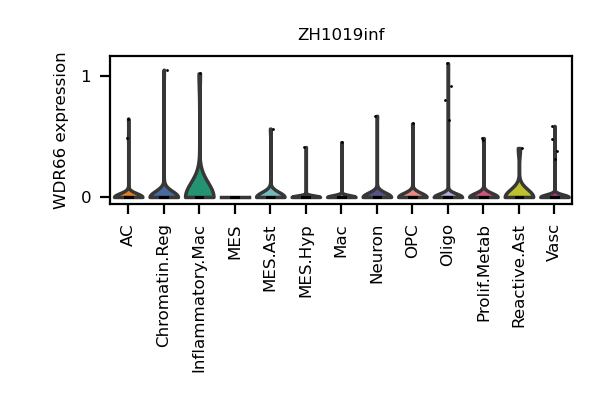 ZH1019inf
WDR66 expression
1
0
AC
Chromatin.Reg
Inflammatory.Mac
MES
MES.Ast
MES.Hyp
Mac
Neuron
OPC
Oligo
Prolif.Metab
Reactive.Ast
Vasc